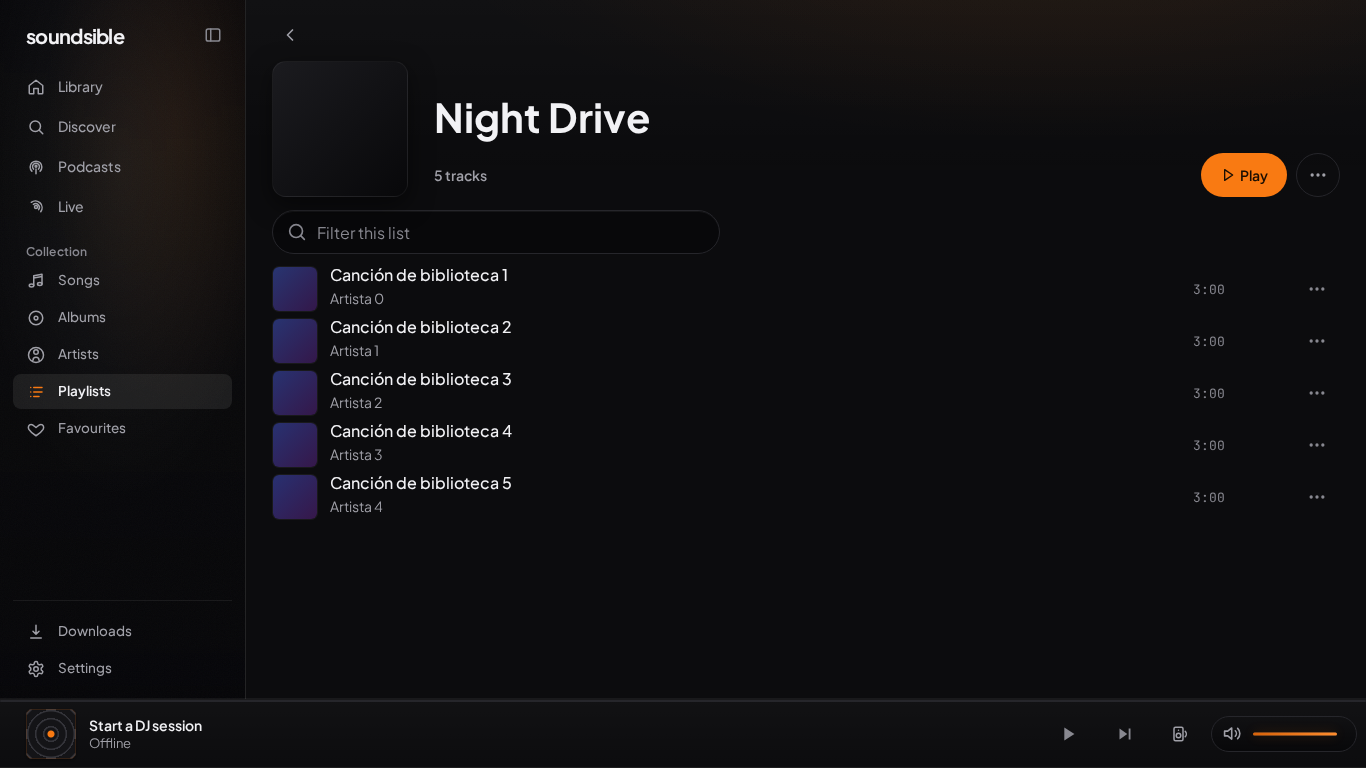 soundsible
Library
Discover
Podcasts
Live
Collection
Songs
Albums
Artists
Playlists
Favourites
Downloads
Settings
Night Drive
5 tracks
Play
Filter this list
Canción de biblioteca 1
Artista 0
3:00
Canción de biblioteca 2
Artista 1
3:00
Canción de biblioteca 3
Artista 2
3:00
Canción de biblioteca 4
Artista 3
3:00
Canción de biblioteca 5
Artista 4
3:00
Start a DJ session
Offline